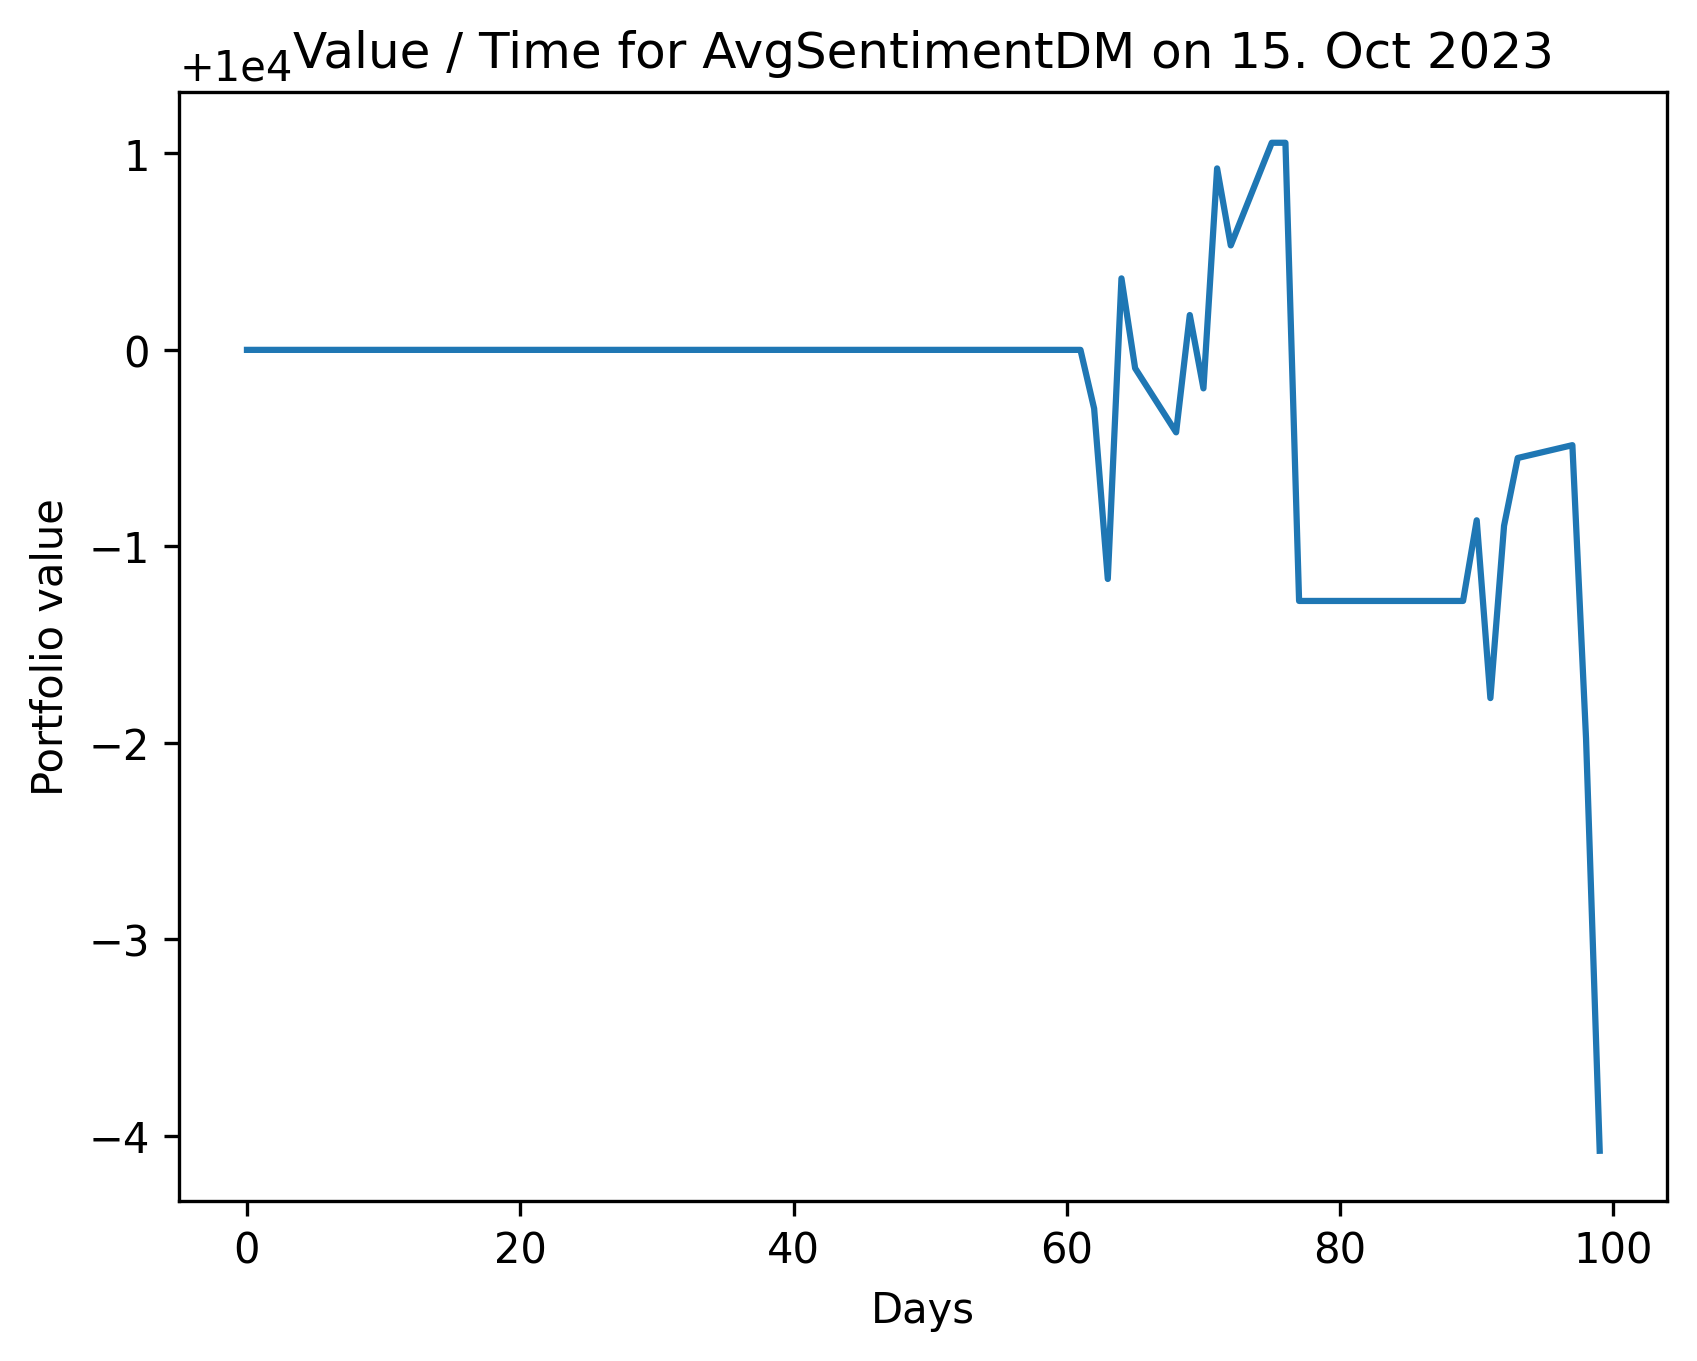 Value / Time for AvgSentimentDM on 15. Oct 2023
+1e4
1
0
−1
−2
−3
−4
Portfolio value
0 20 40 60 80 100
Days